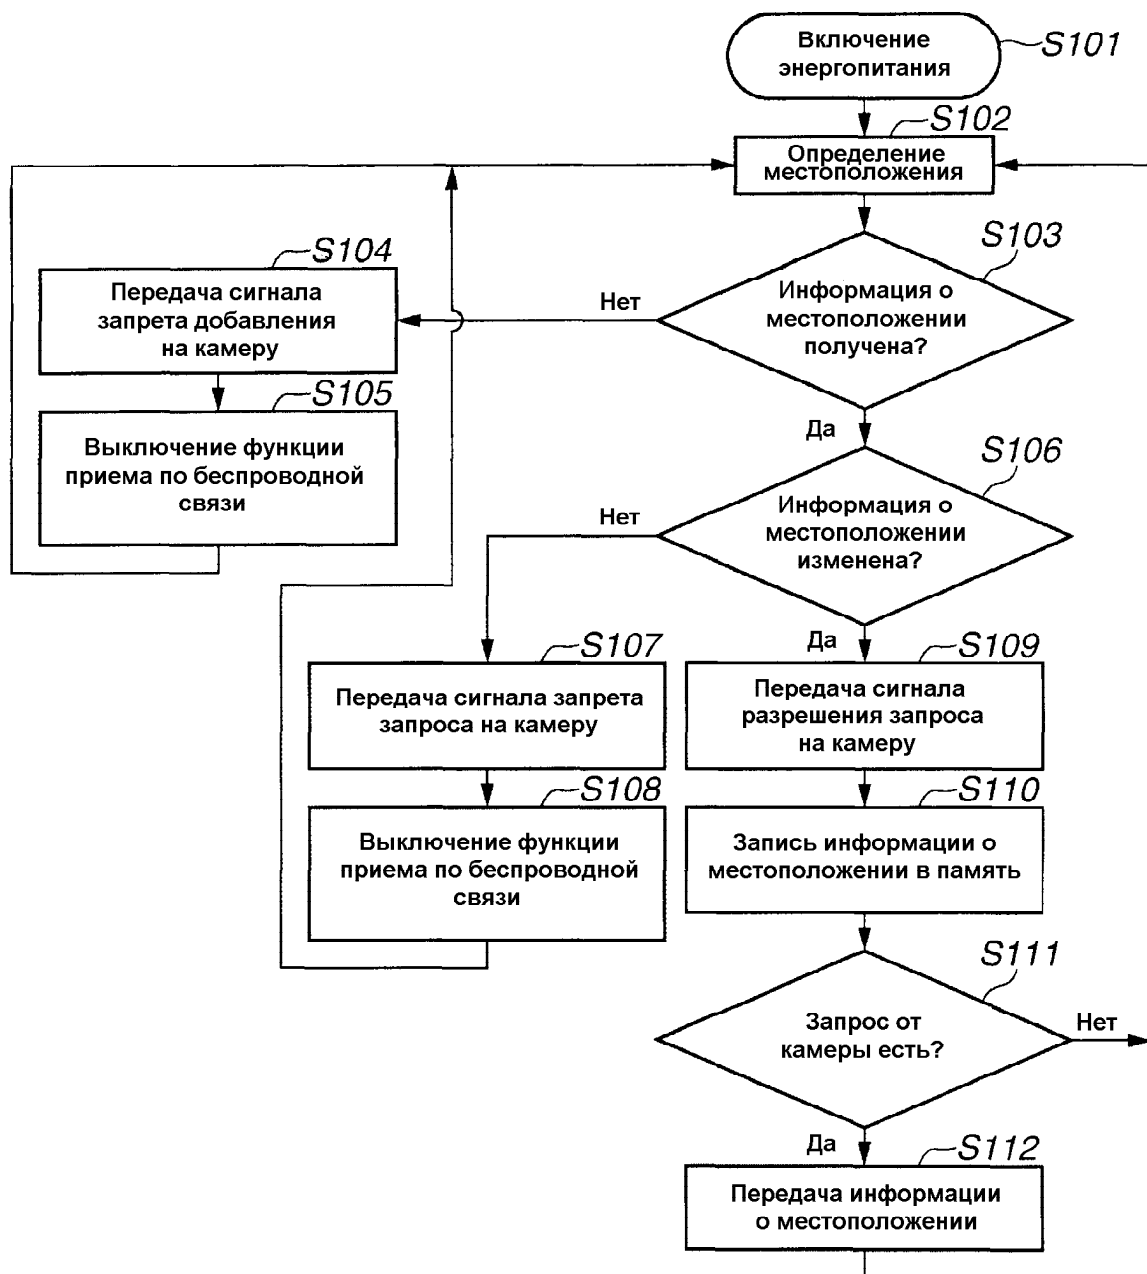 Включение
энергопитания
S101
S102
Определение
местоположения
S103
Информация о
местоположении
получена?
Нет
S104
Передача сигнала
запрета добавления
на камеру
S105
Выключение функции
приема по беспроводной
связи
Да
S106
Информация о
местоположении
изменена?
Нет
S107
Передача сигнала запрета
запроса на камеру
S108
Выключение функции
приема по беспроводной
связи
Да
S109
Передача сигнала
разрешения запроса
на камеру
S110
Запись информации о
местоположении в память
S111
Запрос от
камеры есть?
Нет
Да
S112
Передача информации
о местоположении